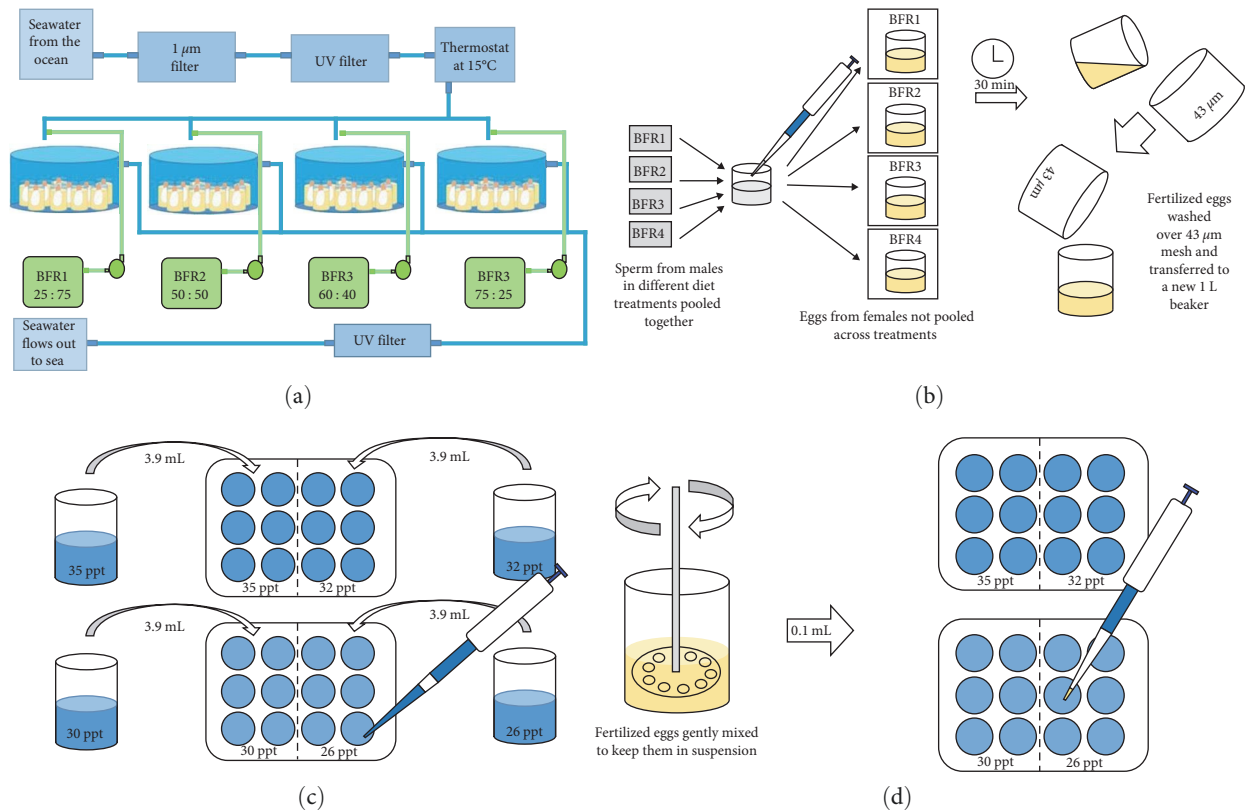 Seawater
from the
ocean
1 μm
filter
UV filter
Thermostat
at 15°C
BFR1
25 : 75
BFR2
50 : 50
BFR3
60 : 40
BFR3
75 : 25
Seawater
flows out
to sea
UV filter
(a)
BFR1
BFR2
BFR3
BFR4
Sperm from males
in different diet
treatments pooled
together
BFR1
BFR2
BFR3
BFR4
Eggs from females not pooled
across treatments
30 min
43 μm
43 μm
Fertilized eggs
washed
over 43 μm
mesh and
transferred to
a new 1 L
beaker
(b)
3.9 mL
3.9 mL
35 ppt
32 ppt
35 ppt
32 ppt
3.9 mL
3.9 mL
30 ppt
26 ppt
30 ppt
26 ppt
(c)
Fertilized eggs gently mixed
to keep them in suspension
0.1 mL
35 ppt
32 ppt
30 ppt
26 ppt
(d)